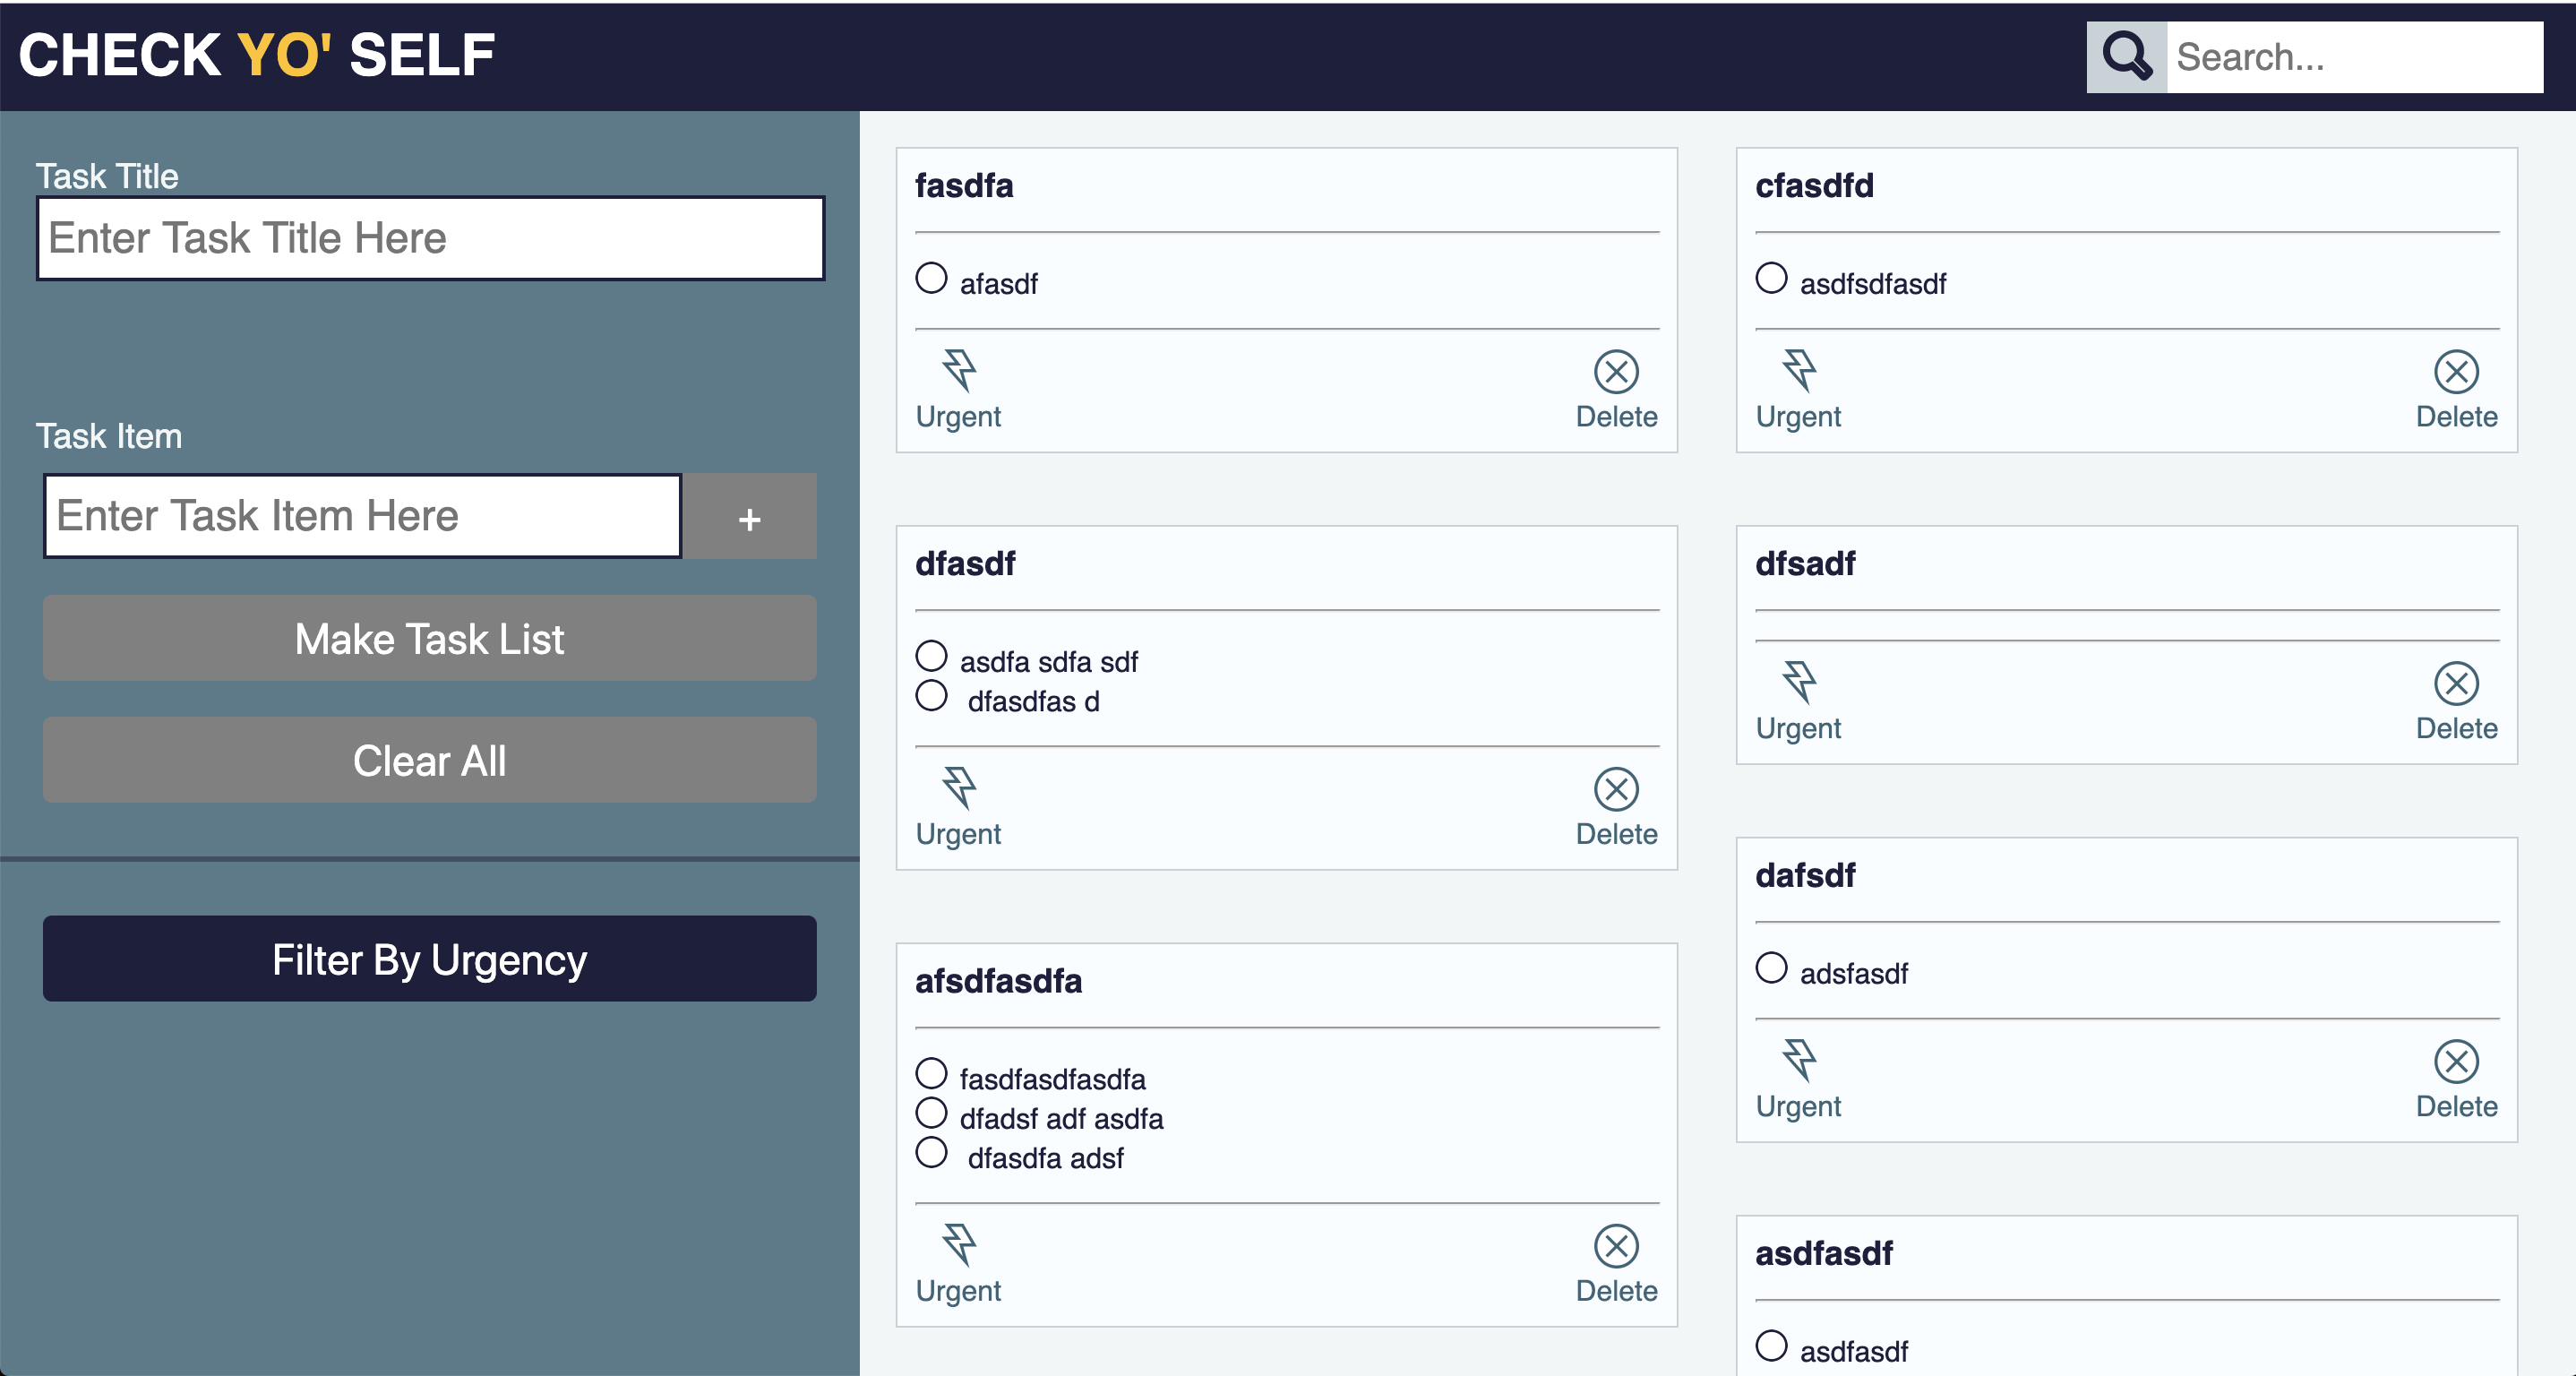 CHECK YO' SELF
Search...
Task Title
Enter Task Title Here
Task Item
Enter Task Item Here
+
Make Task List
Clear All
Filter By Urgency
fasdfa
afasdf
Urgent
Delete
dfasdf
asdfa sdfa sdf
dfasdfas d
Urgent
Delete
afsdfasdfa
fasdfasdfasdfa
dfadsf adf asdfa
dfasdfa adsf
Urgent
Delete
cfasdfd
asdfsdfasdf
Urgent
Delete
dfsadf
Urgent
Delete
dafsdf
adsfasdf
Urgent
Delete
asdfasdf
asdfasdf